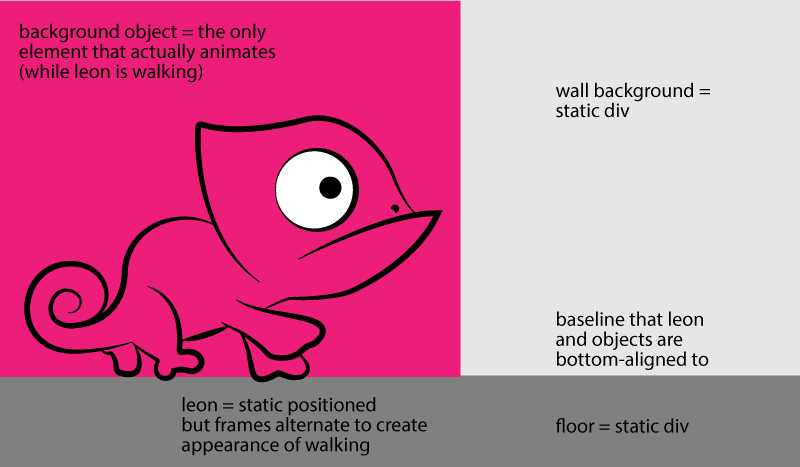 background object = the only
element that actually animates
(while leon is walking)
wall background =
static div
baseline that leon
and objects are
bottom-aligned to
leon = static positioned
but frames alternate to create
appearance of walking
floor = static div